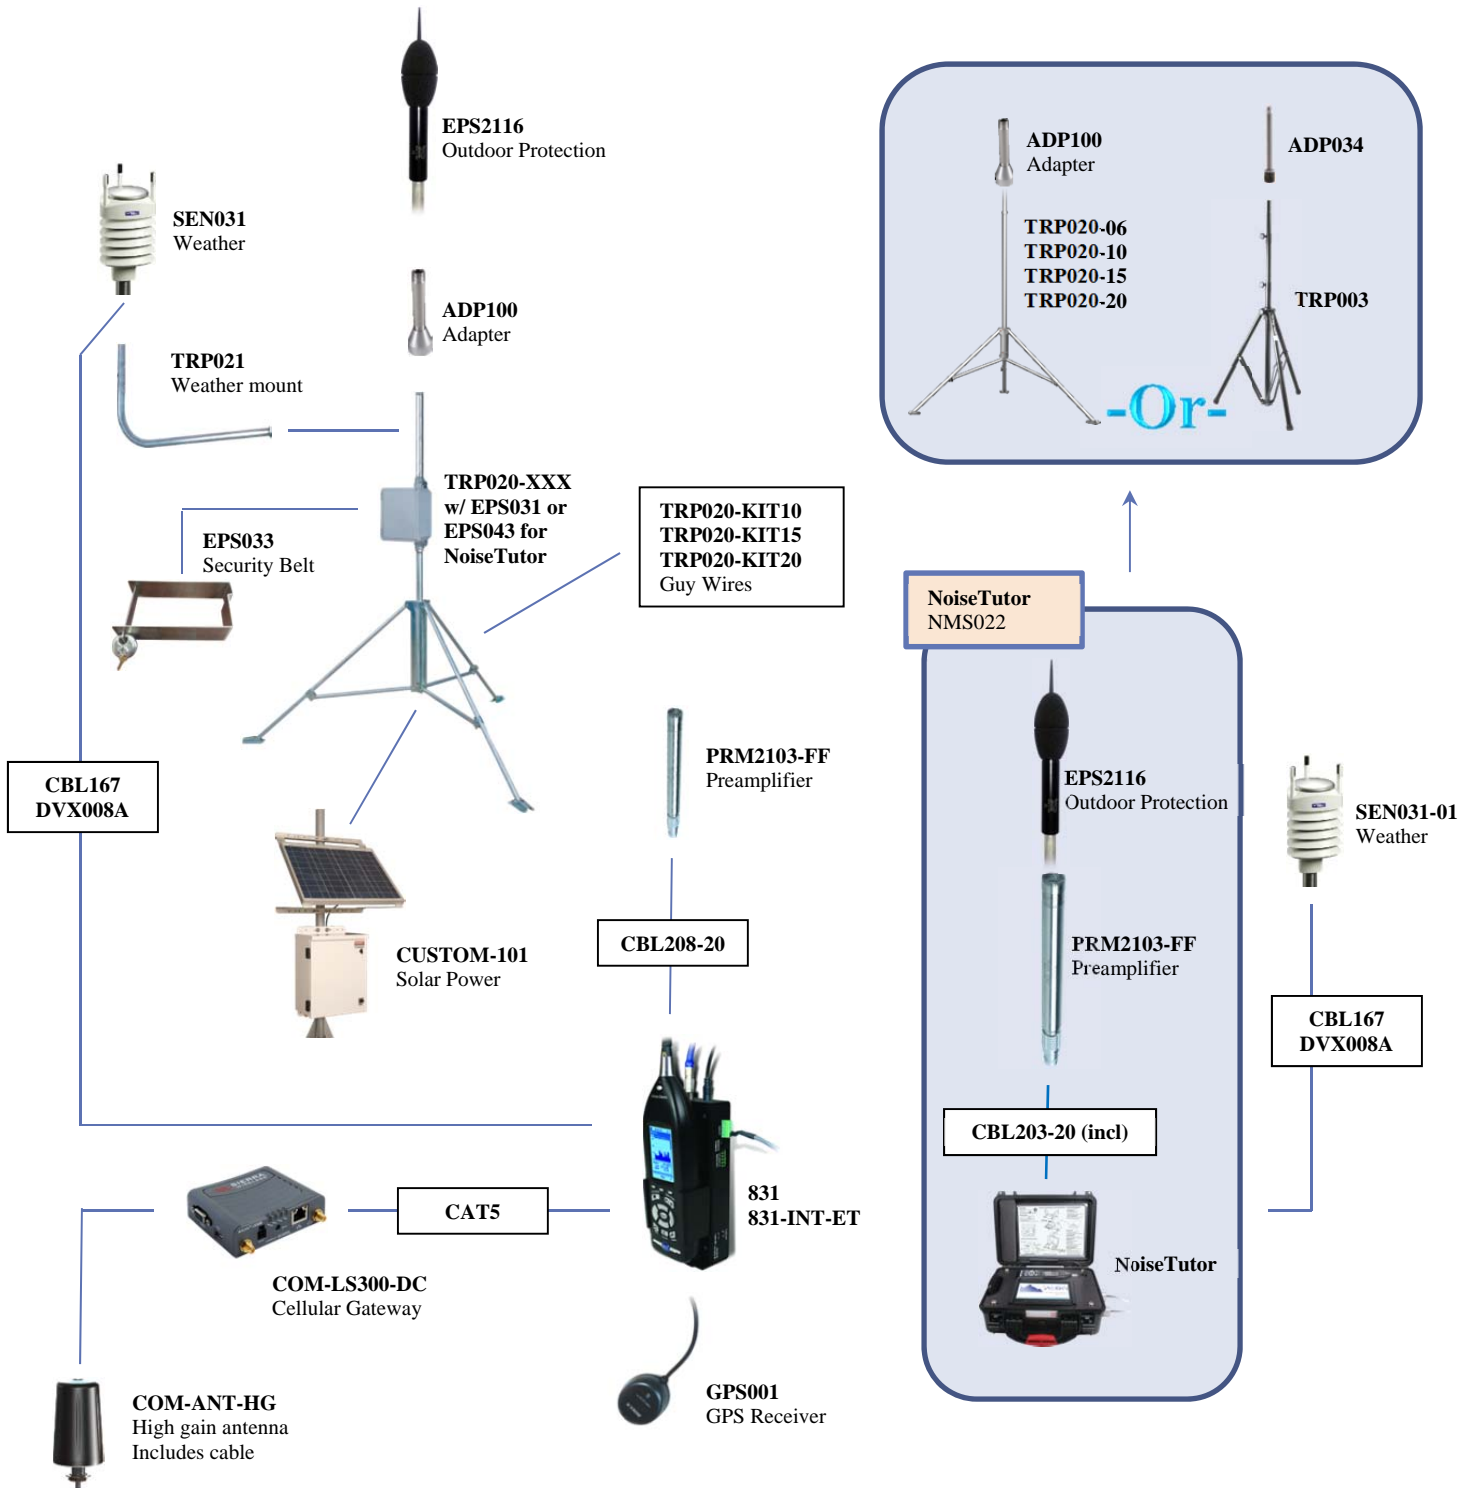 EPS2116
Outdoor Protection
SEN031
Weather
ADP100
Adapter
TRP021
Weather mount
TRP020-XXX
w/ EPS031 or
EPS043 for
NoiseTutor
EPS033
Security Belt
TRP020-KIT10
TRP020-KIT15
TRP020-KIT20
Guy Wires
CBL167
DVX008A
PRM2103-FF
Preamplifier
CUSTOM-101
Solar Power
CBL208-20
831
831-INT-ET
CAT5
SIERRA
COM-LS300-DC
Cellular Gateway
COM-ANT-HG
High gain antenna
Includes cable
GPS001
GPS Receiver
ADP100
Adapter
TRP020-06
TRP020-10
TRP020-15
TRP020-20
-Or-
ADP034
TRP003
NoiseTutor
NMS022
EPS2116
Outdoor Protection
PRM2103-FF
Preamplifier
CBL203-20 (incl)
NoiseTutor
SEN031-01
Weather
CBL167
DVX008A